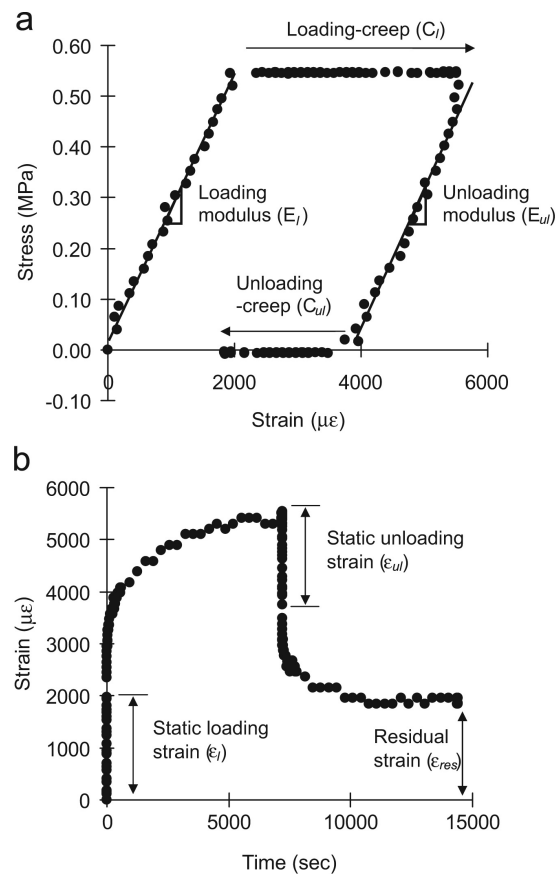 a
Loading-creep (Cl)
0.60
0.50
0.40
0.30
0.20
0.10
0.00
-0.10
Stress (MPa)
Loading
modulus (El)
Unloading
modulus (Eul)
Unloading
-creep (Cul)
0
2000
4000
6000
Strain (με)
b
6000
5000
4000
3000
2000
1000
0
Strain (με)
Static unloading
strain (εul)
Static loading
strain (εl)
Residual
strain (εres)
0
5000
10000
15000
Time (sec)